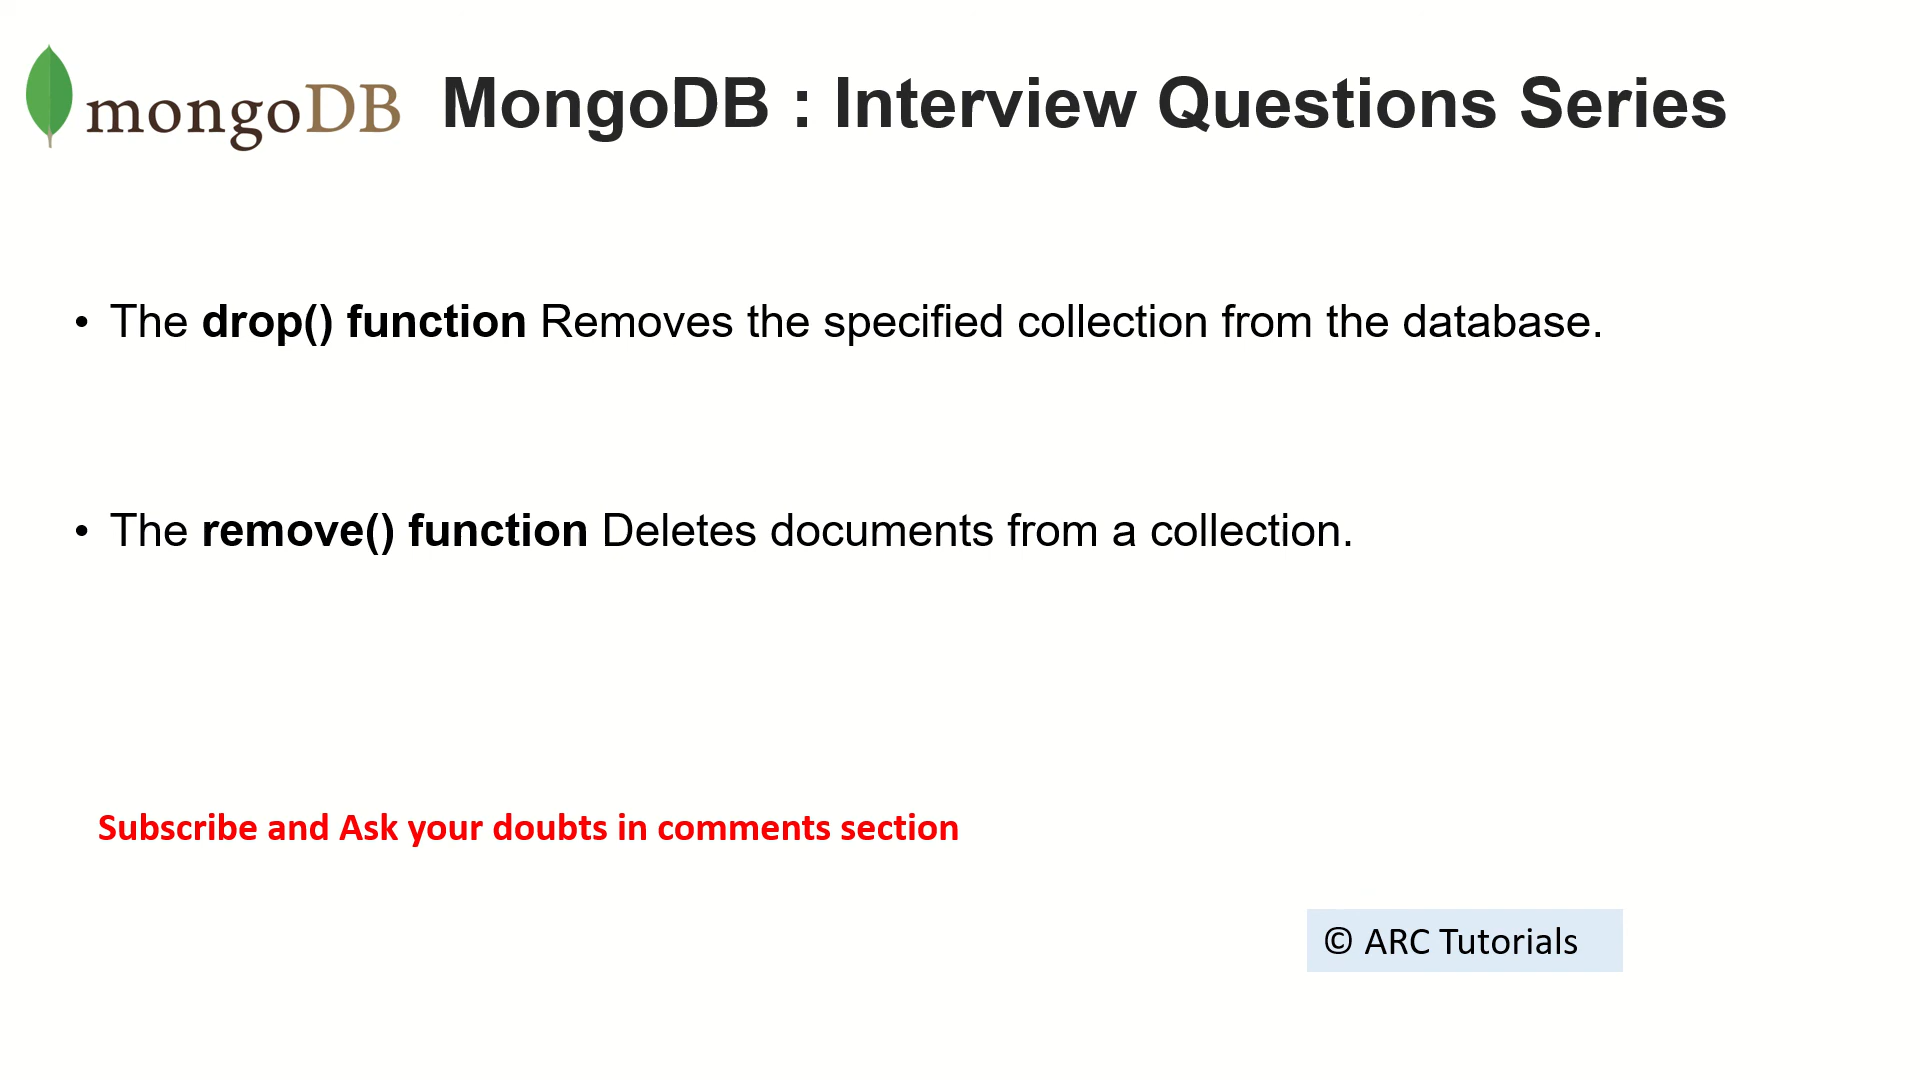 mongoDB
MongoDB : Interview Questions Series
• The drop() function Removes the specified collection from the database.
• The remove() function Deletes documents from a collection.
Subscribe and Ask your doubts in comments section
© ARC Tutorials